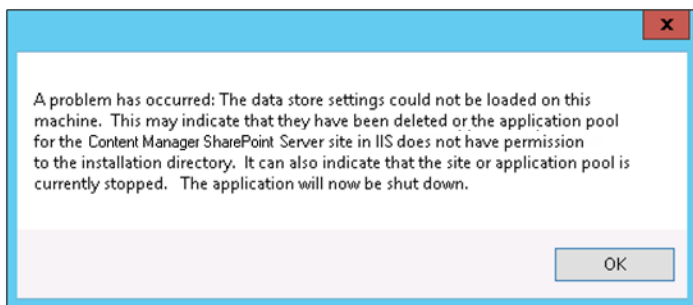 A problem has occurred: The data store settings could not be loaded on this
machine. This may indicate that they have been deleted or the application pool
for the Content Manager SharePoint Server site in IIS does not have permission
to the installation directory. It can also indicate that the site or application pool is
currently stopped. The application will now be shut down.
OK